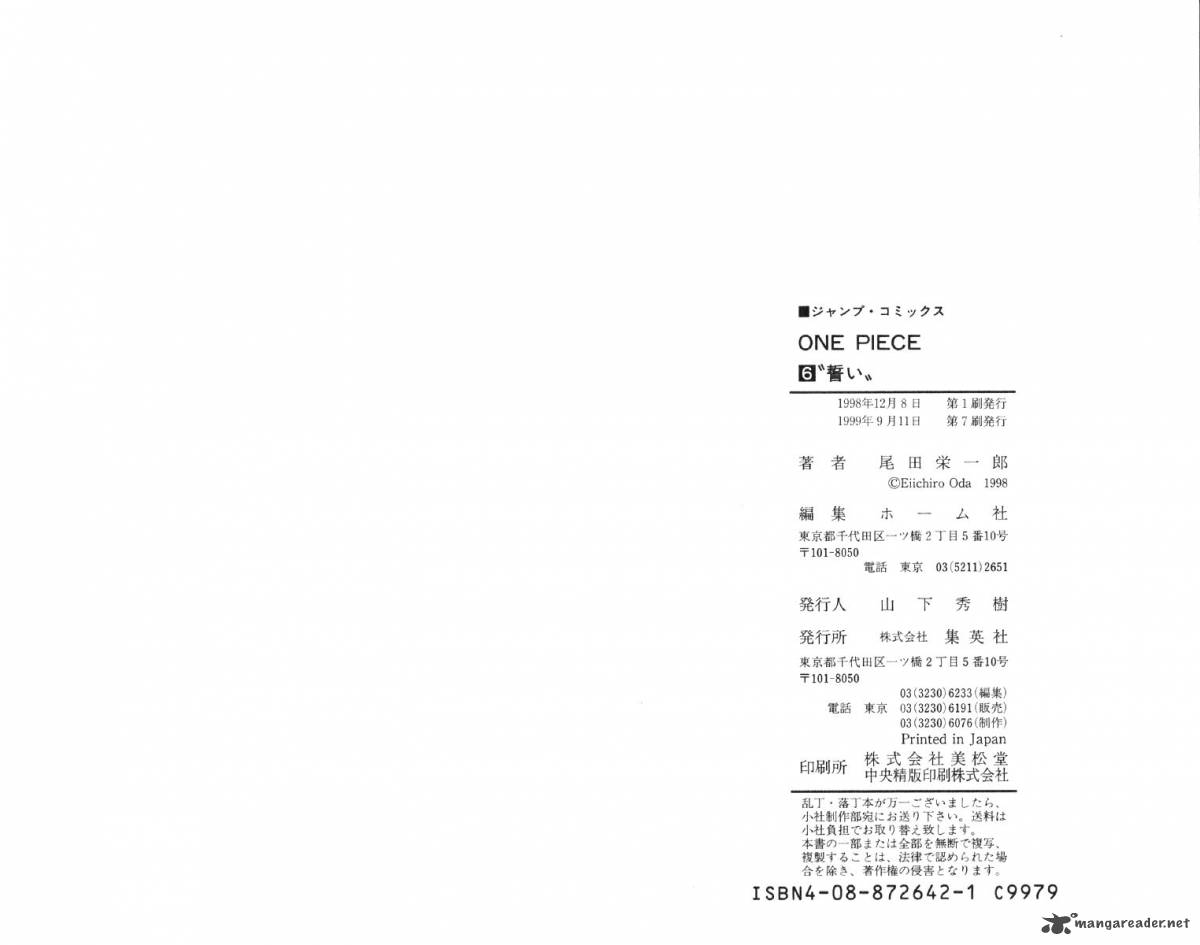 ■ジャンプ・コミックス
ONE PIECE
6〝誓い〟
1998年12月8日 第1刷発行
1999年9月11日 第7刷発行
著者 尾田栄一郎
©Eiichiro Oda 1998
編集 ホーム社
東京都千代田区一ツ橋2丁目5番10号
〒101-8050
電話 東京 03(5211)2651
発行人 山下秀樹
発行所 株式会社 集英社
東京都千代田区一ツ橋2丁目5番10号
〒101-8050
03(3230)6233(編集)
電話 東京 03(3230)6191(販売)
03(3230)6076(制作)
Printed in Japan
印刷所 株式会社美松堂
中央精版印刷株式会社
乱丁・落丁本が万一ございましたら、
小社制作部宛にお送り下さい。送料は
小社負担でお取り替え致します。
本書の一部または全部を無断で複写、
複製することは、法律で認められた場
合を除き、著作権の侵害となります。
ISBN4-08-872642-1 C9979
mangareader.net